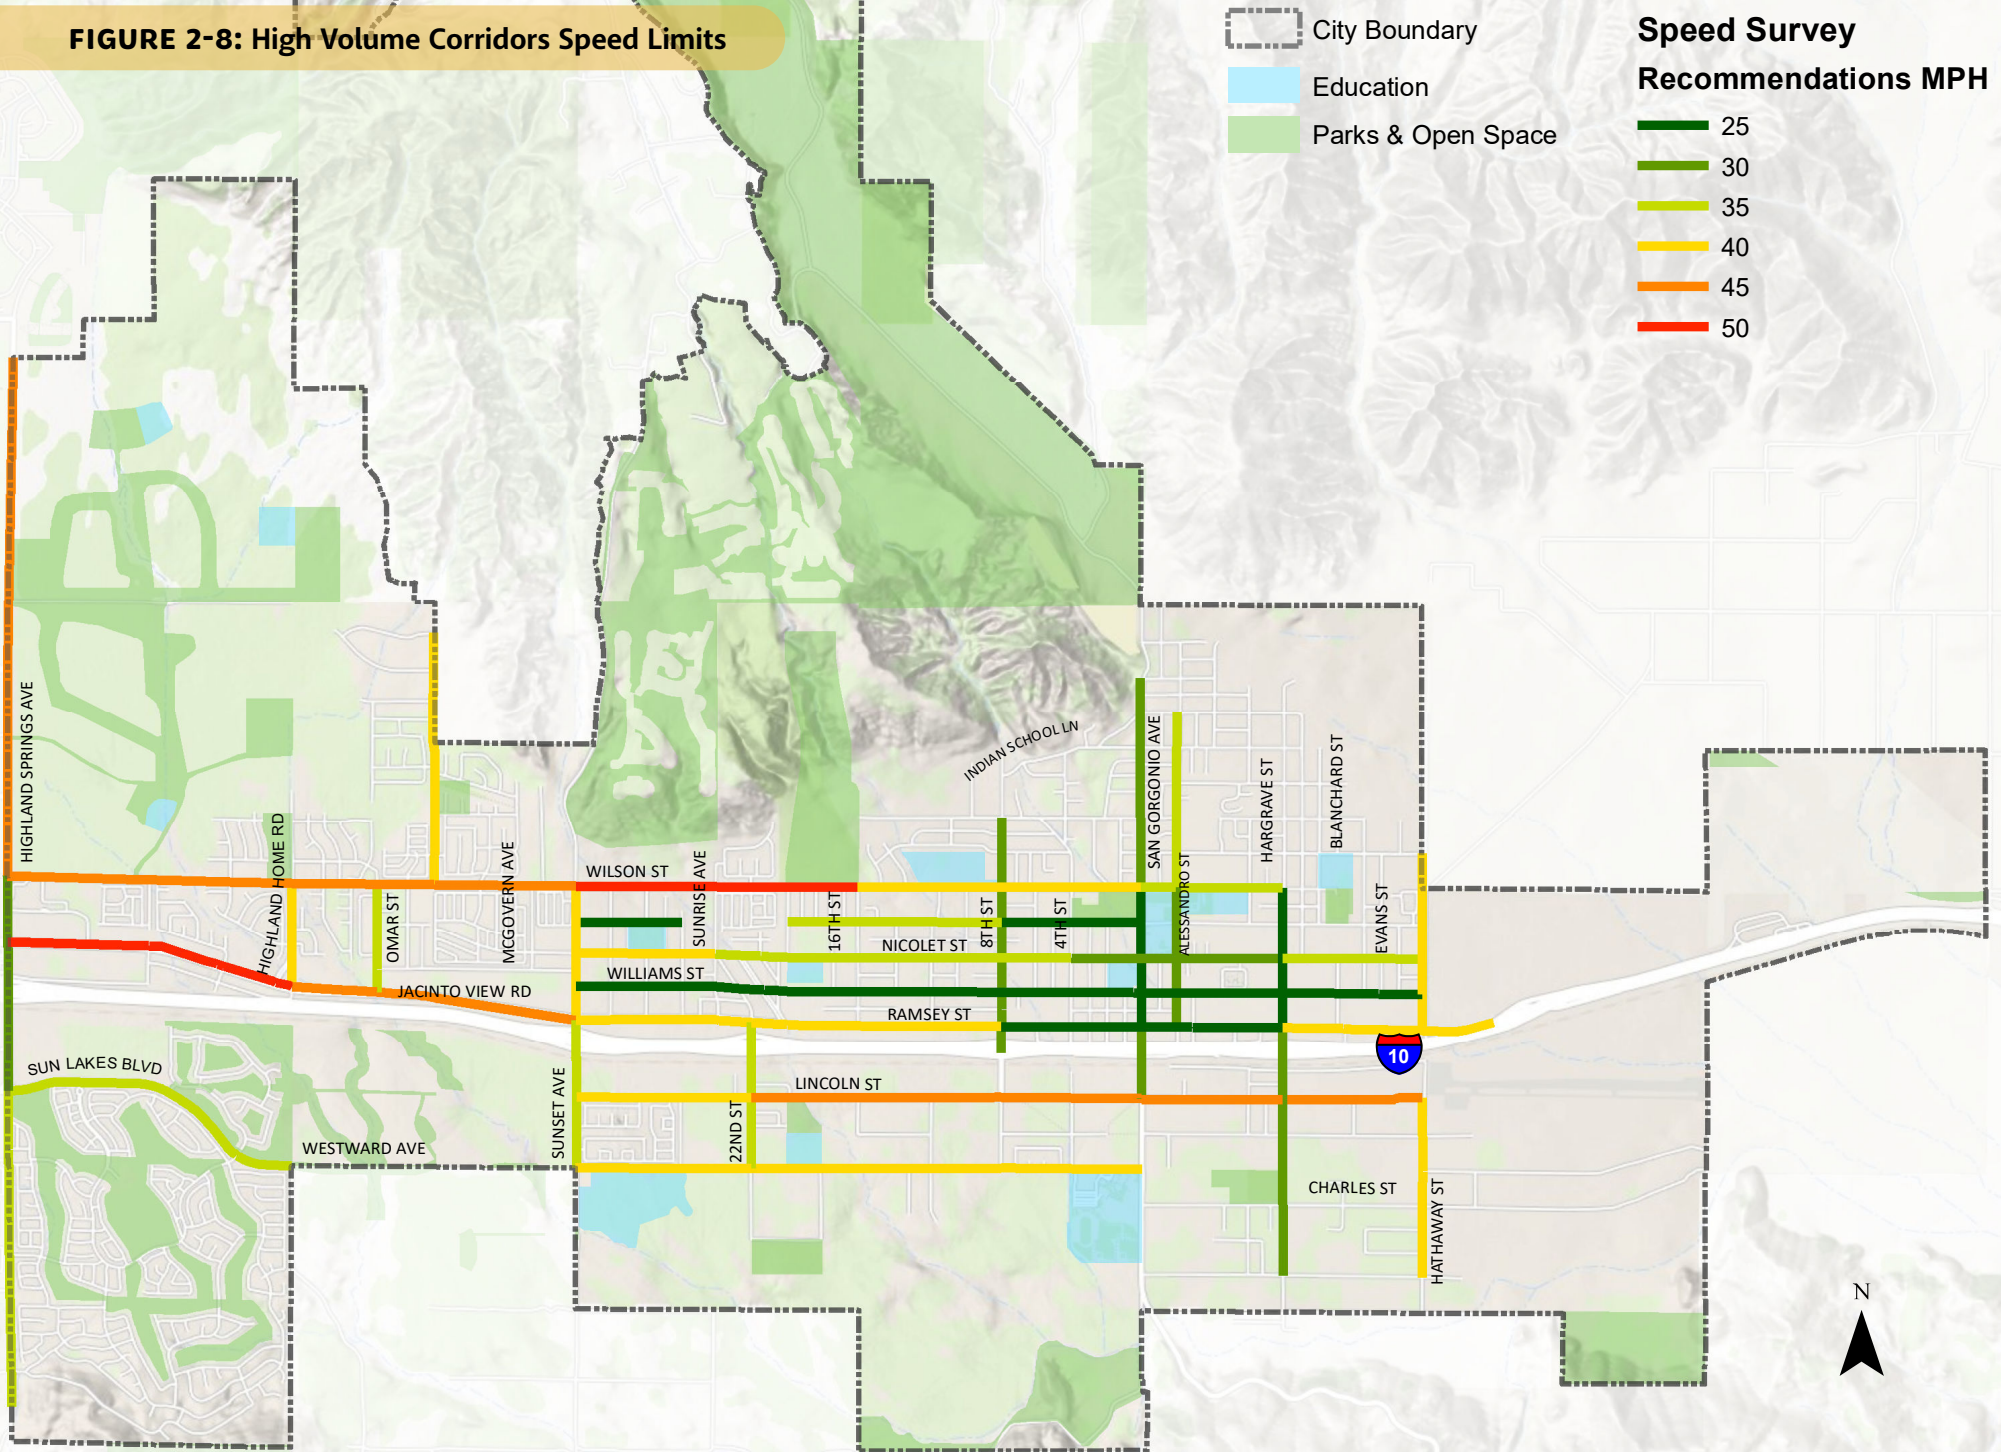 FIGURE 2-8: High Volume Corridors Speed Limits
City Boundary
Education
Parks & Open Space
Speed Survey
Recommendations MPH
25
30
35
40
45
50
HIGHLAND SPRINGS AVE
HIGHLAND HOME RD
OMAR ST
MCGOVERN AVE
WILSON ST
SUNRISE AVE
16TH ST
INDIAN SCHOOL LN
8TH ST
4TH ST
SAN GORGONIO AVE
ALESSANDRO ST
HARGRAVE ST
BLANCHARD ST
EVANS ST
NICOLET ST
WILLIAMS ST
JACINTO VIEW RD
RAMSEY ST
10
SUN LAKES BLVD
LINCOLN ST
SUNSET AVE
22ND ST
WESTWARD AVE
CHARLES ST
HATHAWAY ST
N